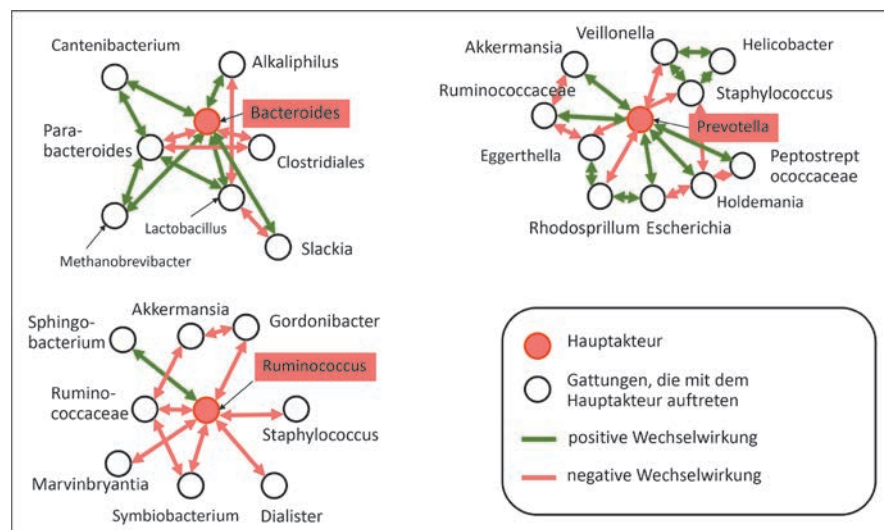 Cantenibacterium
Alkaliphilus
Bacteroides
Para-
bacteroides
Clostridiales
Lactobacillus
Methanobrevibacter
Slackia
Veillonella
Akkermansia
Helicobacter
Ruminococcaceae
Staphylococcus
Prevotella
Eggerthella
Peptostrept
ococcaceae
Holdemania
Rhodosprillum Escherichia
Akkermansia
Sphingo-
bacterium
Gordonibacter
Ruminococcus
Rumino-
coccaceae
Staphylococcus
Marvinbryantia
Symbiobacterium
Dialister
Hauptakteur
Gattungen, die mit dem
Hauptakteur auftreten
positive Wechselwirkung
negative Wechselwirkung